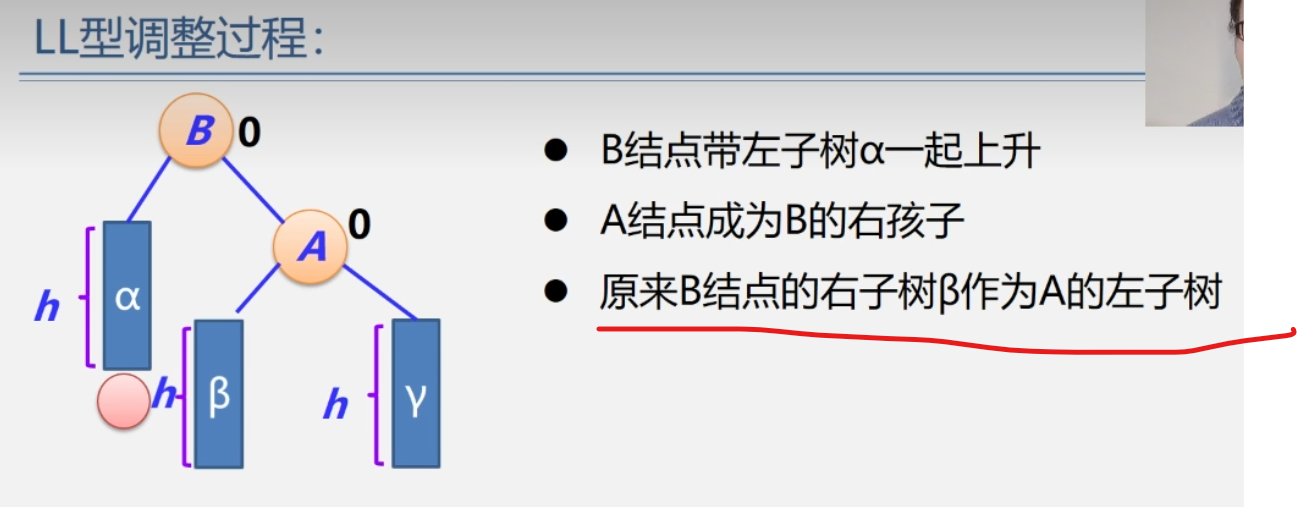 LL型调整过程:
B 0
B结点带左子树α一起上升
A 0
A结点成为B的右孩子
原来B结点的右子树β作为A的左子树
h α
h β
h γ